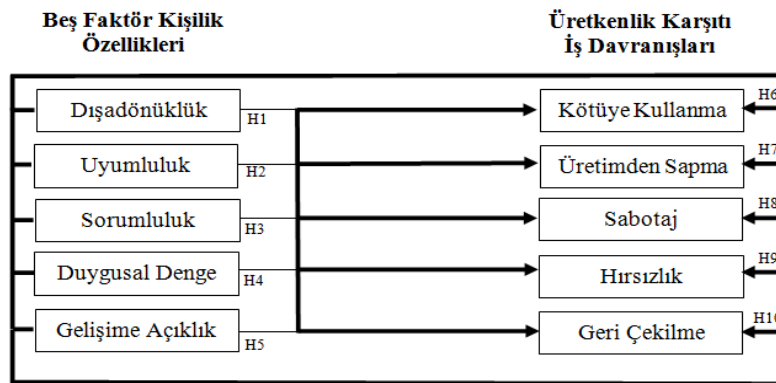 Beş Faktör Kişilik
Özellikleri
Üretkenlik Karşıtı
İş Davranışları
Dışadönüklük
H1
Kötüye Kullanma
H6
Uyumluluk
H2
Üretimden Sapma
H7
Sorumluluk
H3
Sabotaj
H8
Duygusal Denge
H4
Hırsızlık
H9
Gelişime Açıklık
H5
Geri Çekilme
H10